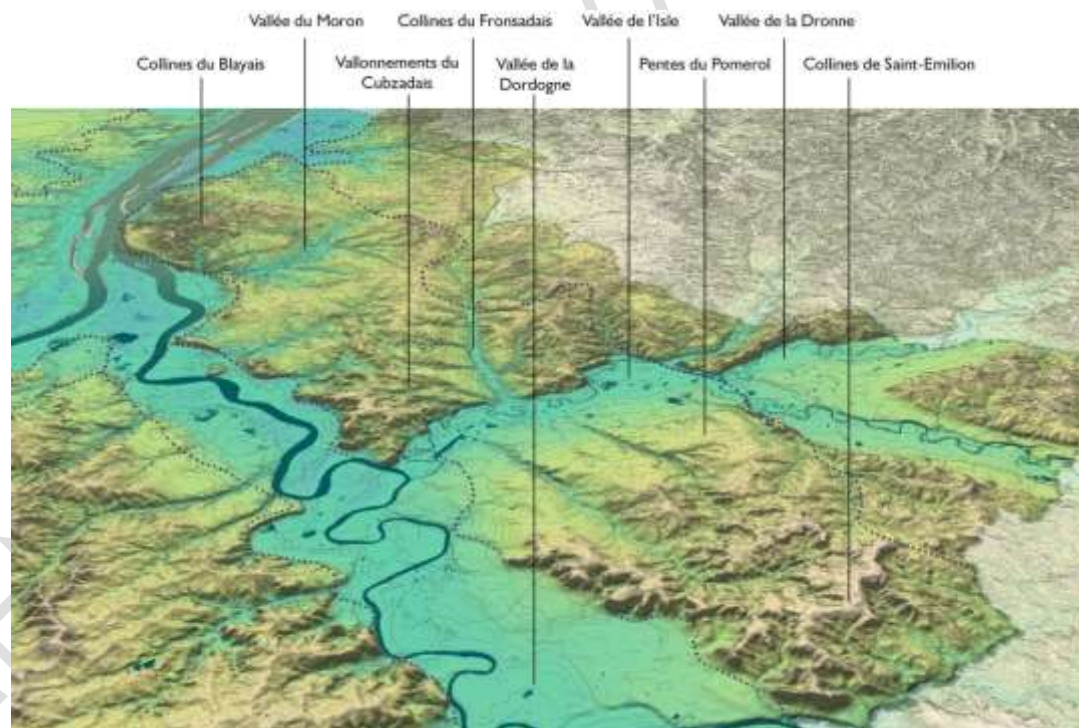 Vallée du Moron
Collines du Fronsadais
Vallée de l'Isle
Vallée de la Dronne
Collines du Blayais
Vallonnements du
Cubzadais
Vallée de la
Dordogne
Pentes du Pomerol
Collines de Saint-Emilion